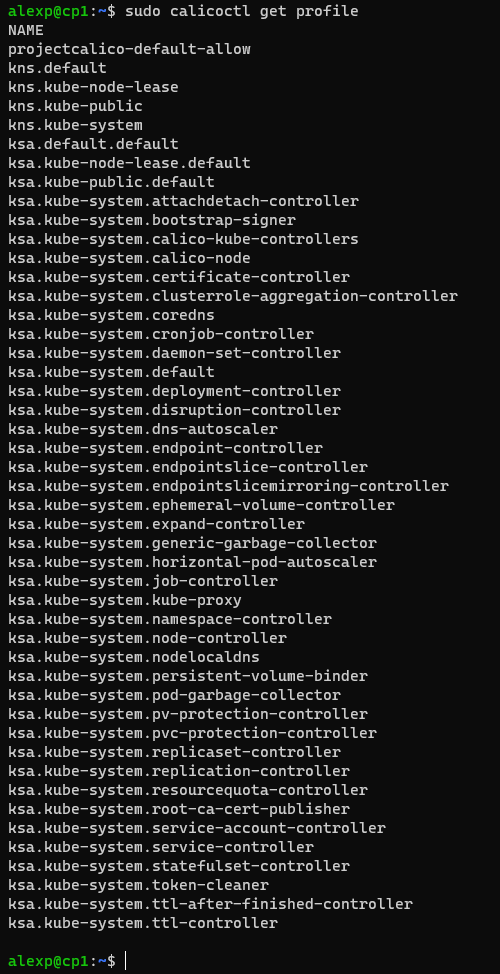 alexp@cp1:~$ sudo calicoctl get profile
NAME
projectcalico-default-allow
kns.default
kns.kube-node-lease
kns.kube-public
kns.kube-system
ksa.default.default
ksa.kube-node-lease.default
ksa.kube-public.default
ksa.kube-system.attachdetach-controller
ksa.kube-system.bootstrap-signer
ksa.kube-system.calico-kube-controllers
ksa.kube-system.calico-node
ksa.kube-system.certificate-controller
ksa.kube-system.clusterrole-aggregation-controller
ksa.kube-system.coredns
ksa.kube-system.cronjob-controller
ksa.kube-system.daemon-set-controller
ksa.kube-system.default
ksa.kube-system.deployment-controller
ksa.kube-system.disruption-controller
ksa.kube-system.dns-autoscaler
ksa.kube-system.endpoint-controller
ksa.kube-system.endpointslice-controller
ksa.kube-system.endpointslicemirroring-controller
ksa.kube-system.ephemeral-volume-controller
ksa.kube-system.expand-controller
ksa.kube-system.generic-garbage-collector
ksa.kube-system.horizontal-pod-autoscaler
ksa.kube-system.job-controller
ksa.kube-system.kube-proxy
ksa.kube-system.namespace-controller
ksa.kube-system.node-controller
ksa.kube-system.nodelocaldns
ksa.kube-system.persistent-volume-binder
ksa.kube-system.pod-garbage-collector
ksa.kube-system.pv-protection-controller
ksa.kube-system.pvc-protection-controller
ksa.kube-system.replicaset-controller
ksa.kube-system.replication-controller
ksa.kube-system.resourcequota-controller
ksa.kube-system.root-ca-cert-publisher
ksa.kube-system.service-account-controller
ksa.kube-system.service-controller
ksa.kube-system.statefulset-controller
ksa.kube-system.token-cleaner
ksa.kube-system.ttl-after-finished-controller
ksa.kube-system.ttl-controller
alexp@cp1:~$